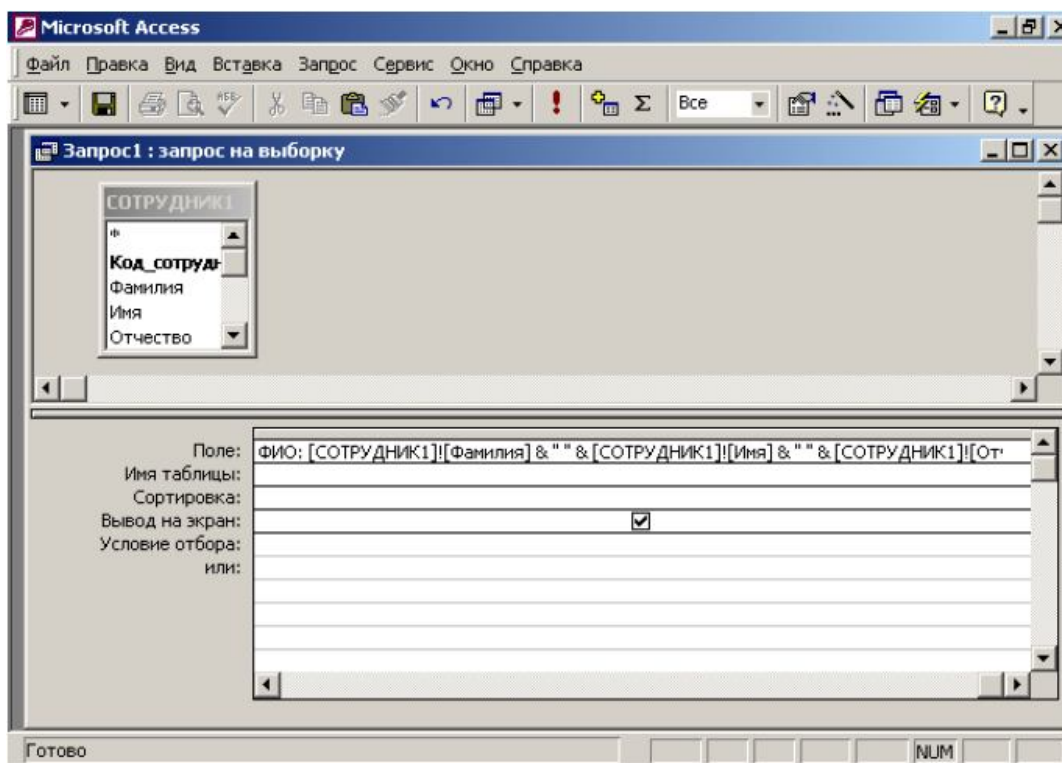 Microsoft Access
Файл Правка Вид Вставка Запрос Сервис Окно Справка
Все
Запрос1 : запрос на выборку
СОТРУДНИК1
*
Код_сотрудн
Фамилия
Имя
Отчество
Поле: ФИО: [СОТРУДНИК1]![Фамилия] & " " & [СОТРУДНИК1]![Имя] & " " & [СОТРУДНИК1]![От
Имя таблицы:
Сортировка:
Вывод на экран:
Условие отбора:
или:
Готово NUM